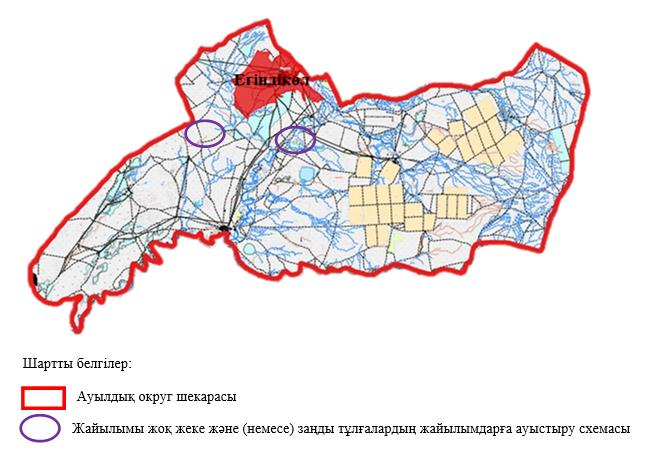 Егіндікөл
Шартты белгілер:
Ауылдық округ шекарасы
Жайылымы жоқ жеке және (немесе) заңды тұлғалардың жайылымдарға ауыстыру схемасы